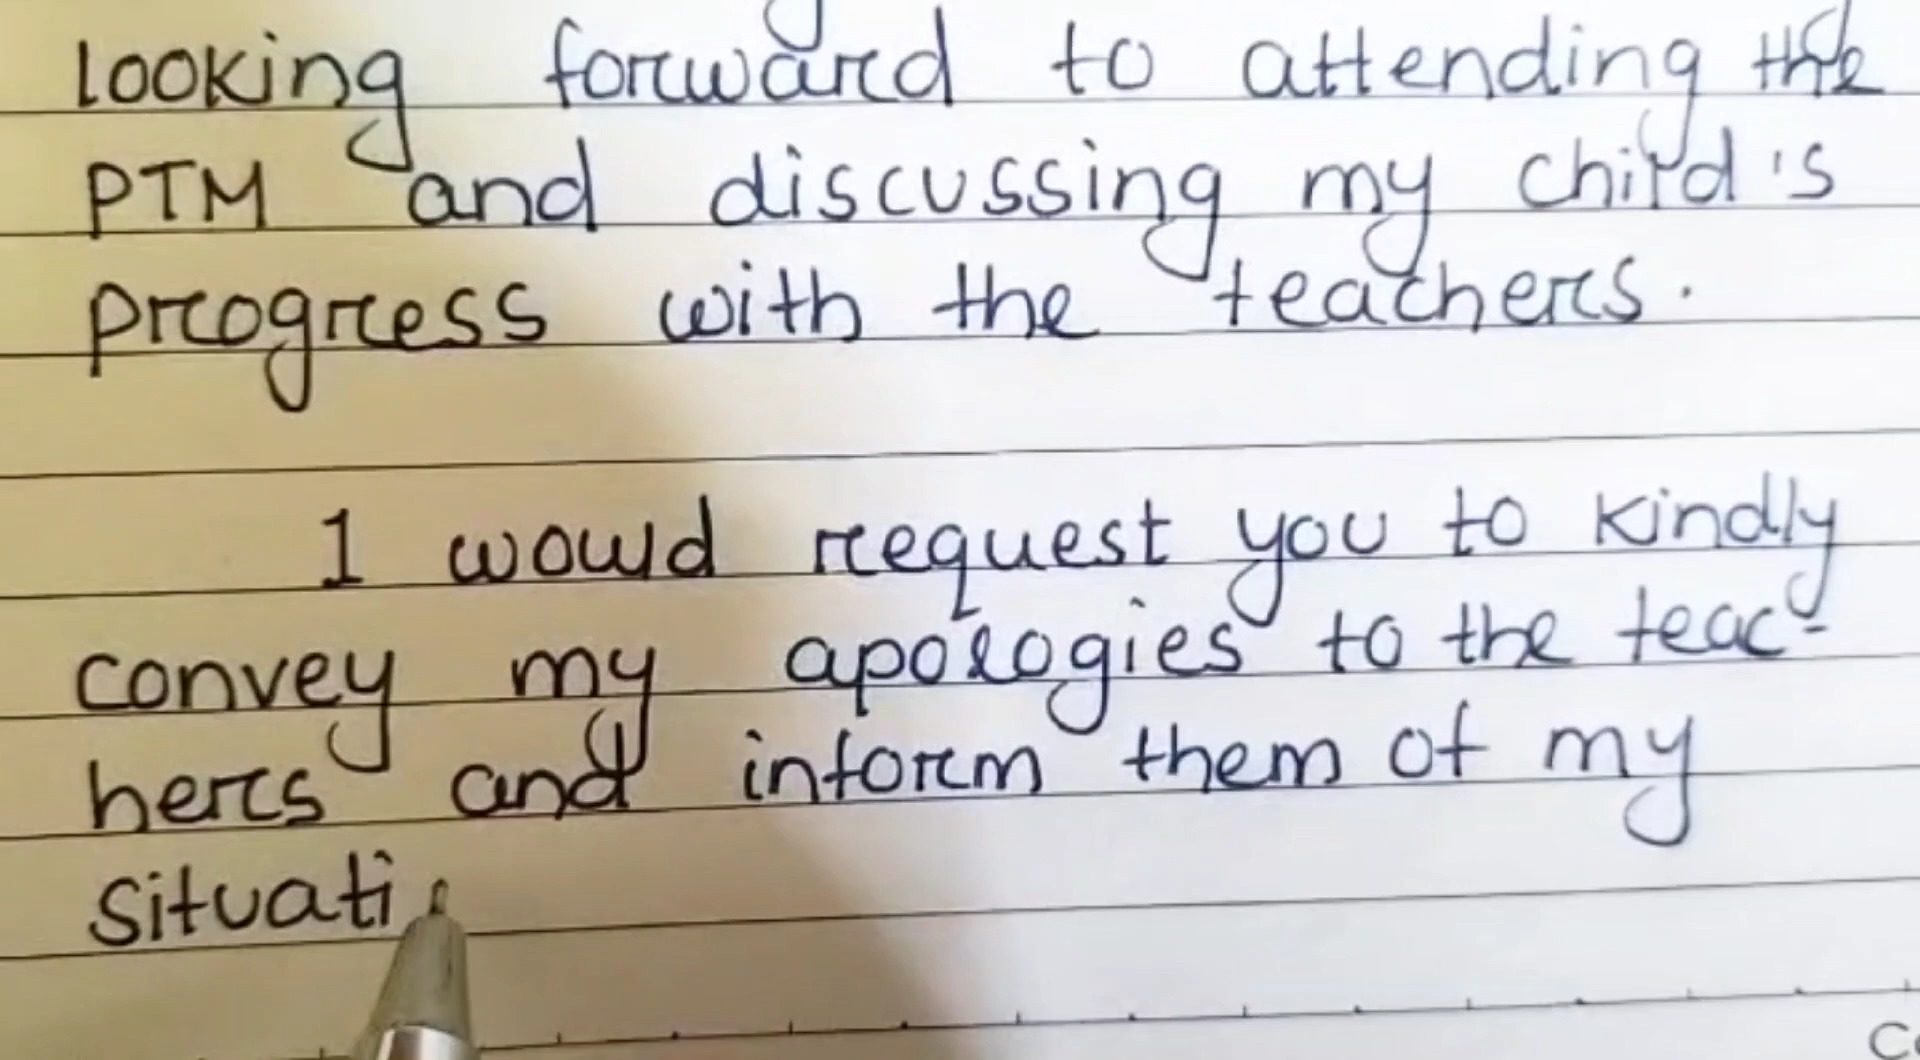 looking forward to attending the
PTM and discussing my child's
progress with the teachers.
I would request you to kindly
convey my apologies to the teac-
hers and inform them of my
situati